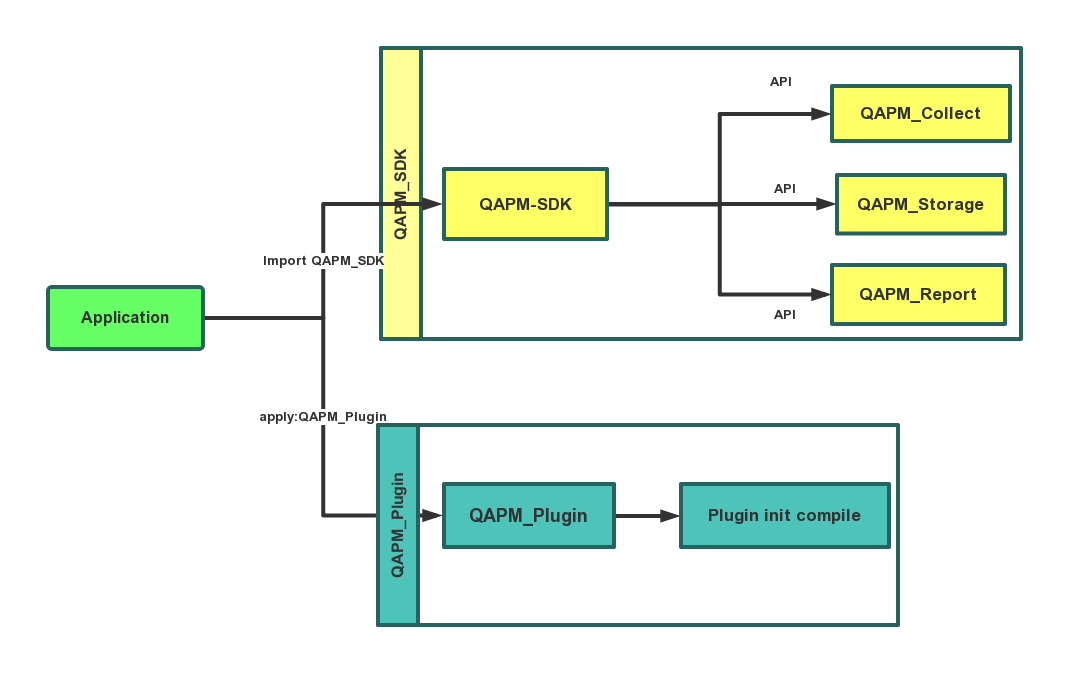 API
QAPM_Collect
QAPM_SDK
QAPM-SDK
API
QAPM_Storage
Import QAPM_SDK
QAPM_Report
API
Application
apply:QAPM_Plugin
QAPM_Plugin
QAPM_Plugin
Plugin init compile